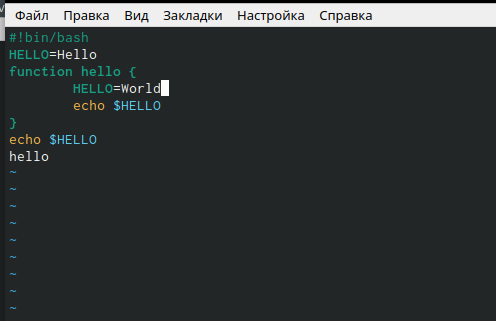 Файл Правка Вид Закладки Настройка Справка
#!bin/bash
HELLO=Hello
function hello {
        HELLO=World
        echo $HELLO
}
echo $HELLO
hello
~
~
~
~
~
~
~
~
~